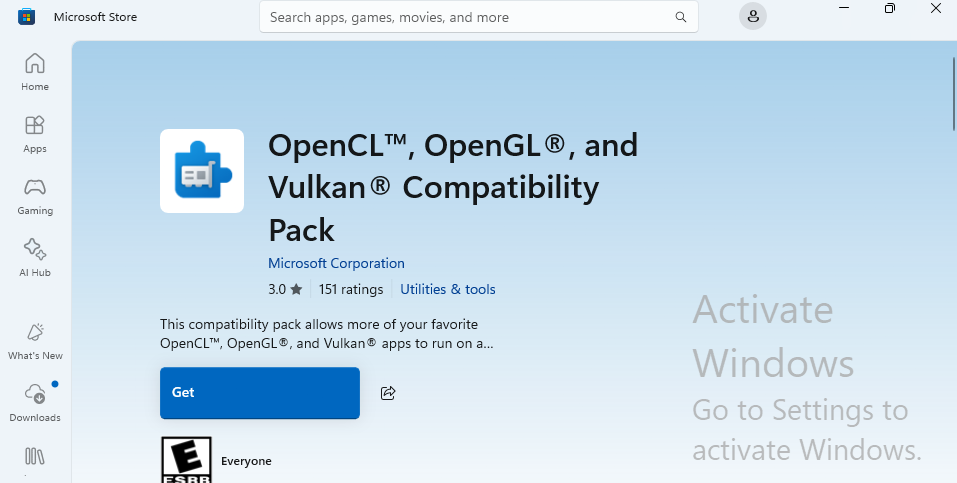 Microsoft Store
Search apps, games, movies, and more
Home
Apps
Gaming
AI Hub
What's New
Downloads
OpenCL™, OpenGL®, and
Vulkan® Compatibility
Pack
Microsoft Corporation
3.0 ★ 151 ratings Utilities & tools
This compatibility pack allows more of your favorite
OpenCL™, OpenGL®, and Vulkan® apps to run on a...
Get
E
ESRB
Everyone
Activate
Windows
Go to Settings to
activate Windows.